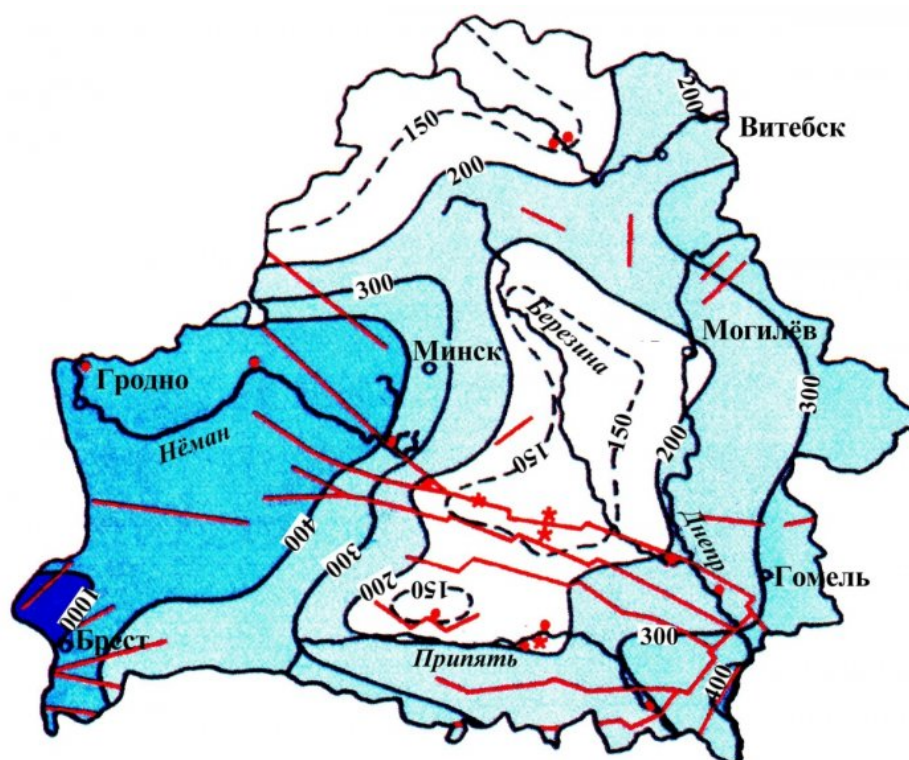 200
Витебск
150
200
300
Березина
Могилёв
Минск
Гродно
300
150
Нёман
200
150
400
Днепр
300
Гомель
200
150
1000
Брест
300
Припять
400